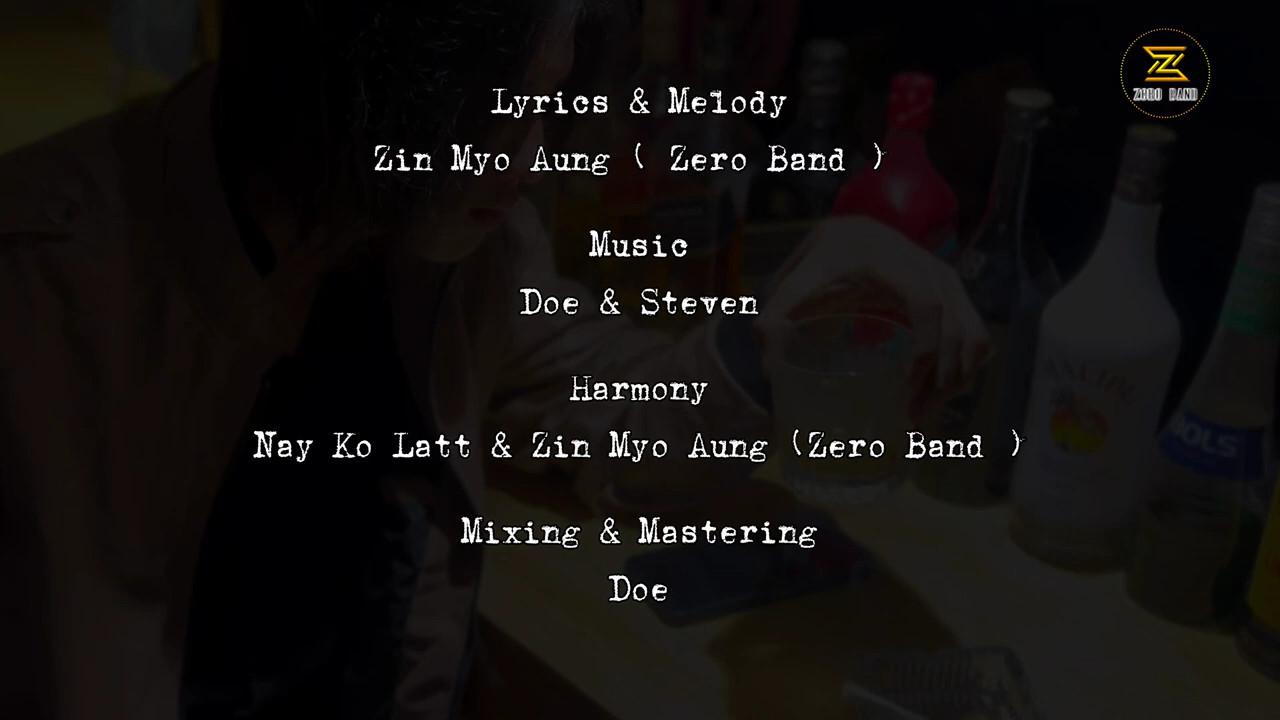 Lyrics & Melody
Zin Myo Aung ( Zero Band )
Music
Doe & Steven
Harmony
Nay Ko Latt & Zin Myo Aung (Zero Band )
Mixing & Mastering
Doe
Z
ZERO BAND
BOLS